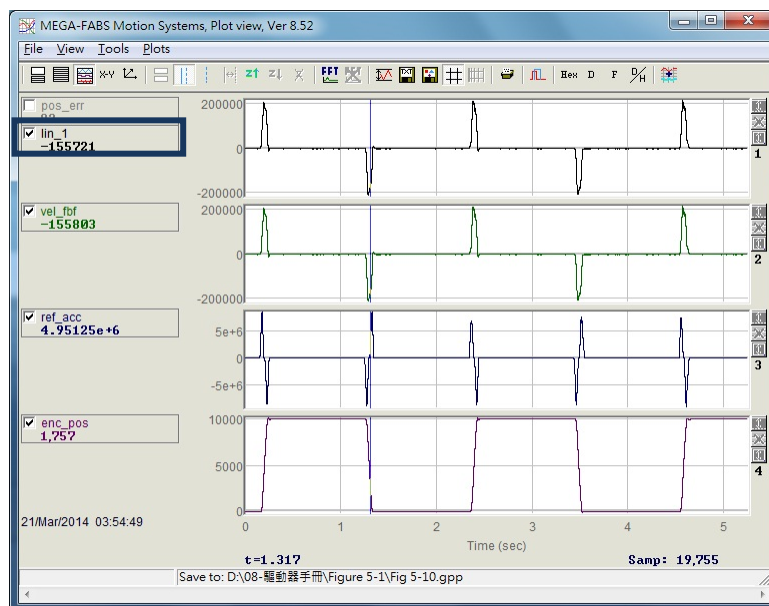 MEGA-FABS Motion Systems, Plot view, Ver 8.52
File View Tools Plots
X-Y FFT TXT Hex D F D/H
pos_err
lin_1
-155721
200000
0
-200000
1
vel_fbf
-155803
200000
0
-200000
2
ref_acc
4.95125e+6
5e+6
0
-5e+6
3
enc_pos
1,757
10000
5000
0
4
21/Mar/2014 03:54:49
0 1 2 3 4 5
Time (sec)
t=1.317 Samp: 19,755
Save to: D:\08-驅動器手冊\Figure 5-1\Fig 5-10.gpp